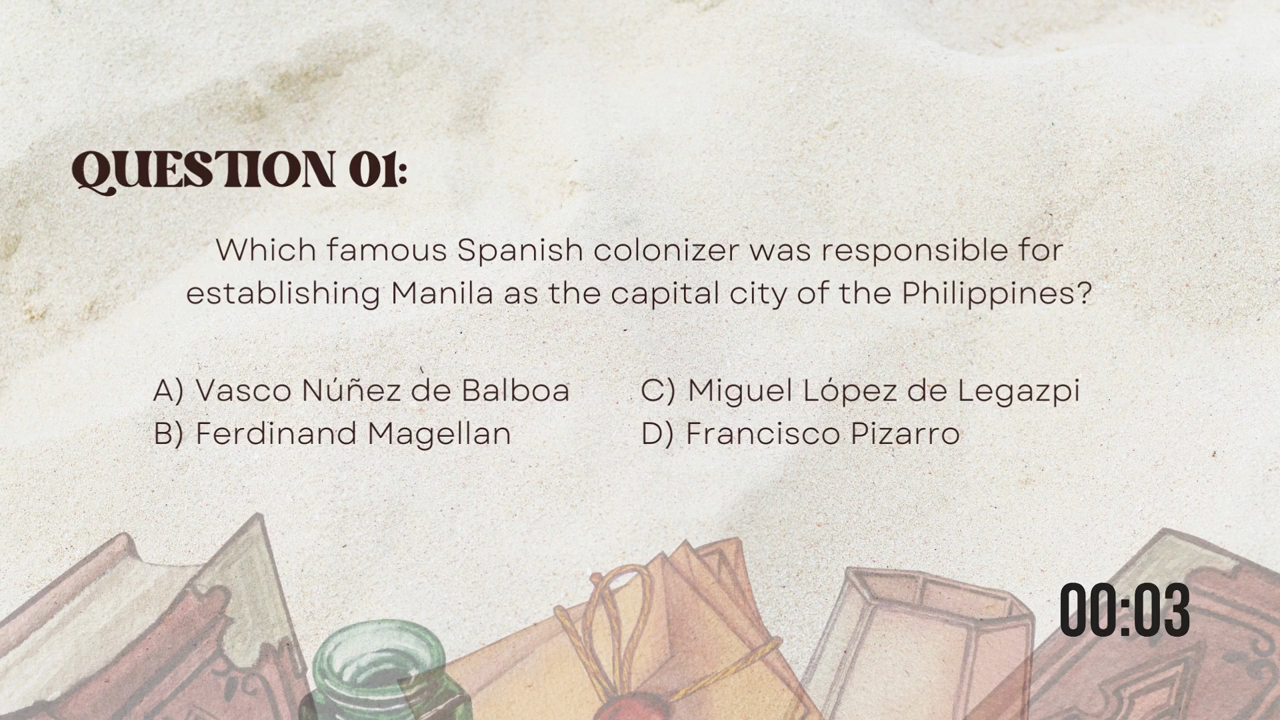 QUESTION 01:
Which famous Spanish colonizer was responsible for
establishing Manila as the capital city of the Philippines?
A) Vasco Núñez de Balboa
B) Ferdinand Magellan
C) Miguel López de Legazpi
D) Francisco Pizarro
00:03